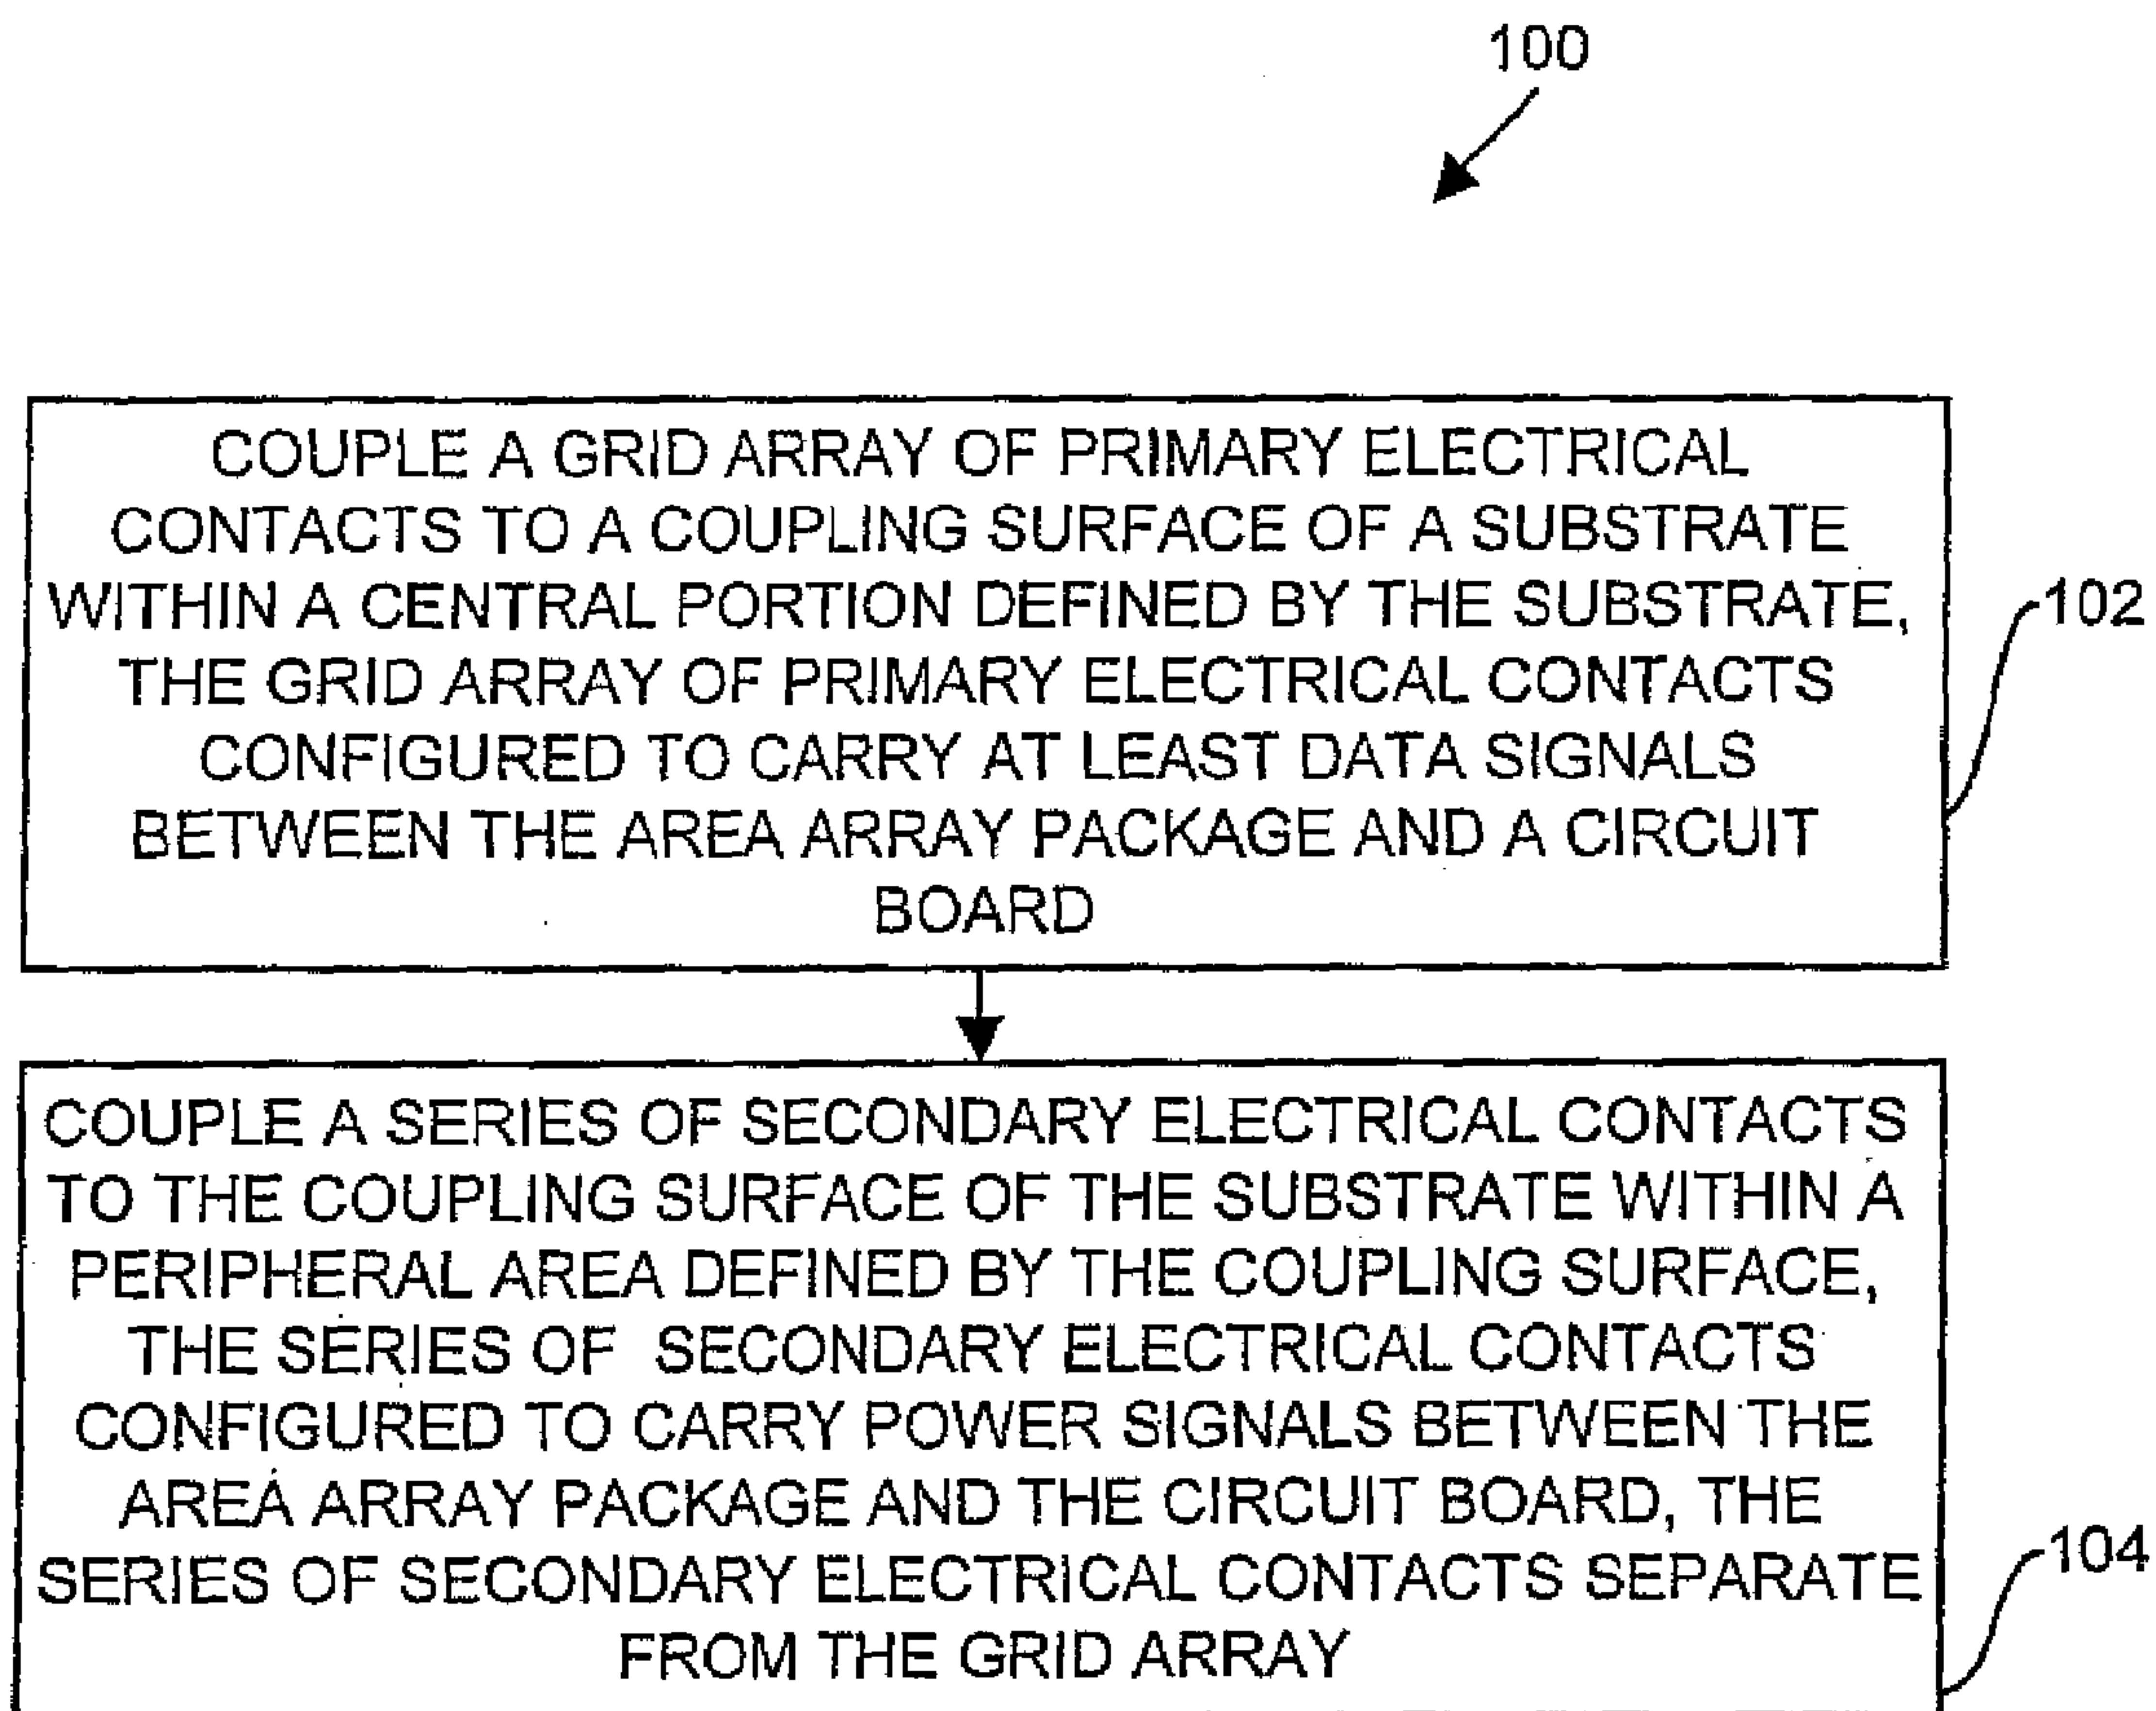 100
COUPLE A GRID ARRAY OF PRIMARY ELECTRICAL
CONTACTS TO A COUPLING SURFACE OF A SUBSTRATE
WITHIN A CENTRAL PORTION DEFINED BY THE SUBSTRATE,
THE GRID ARRAY OF PRIMARY ELECTRICAL CONTACTS
CONFIGURED TO CARRY AT LEAST DATA SIGNALS
BETWEEN THE AREA ARRAY PACKAGE AND A CIRCUIT
BOARD
102
COUPLE A SERIES OF SECONDARY ELECTRICAL CONTACTS
TO THE COUPLING SURFACE OF THE SUBSTRATE WITHIN A
PERIPHERAL AREA DEFINED BY THE COUPLING SURFACE,
THE SERIES OF SECONDARY ELECTRICAL CONTACTS
CONFIGURED TO CARRY POWER SIGNALS BETWEEN THE
AREA ARRAY PACKAGE AND THE CIRCUIT BOARD, THE
SERIES OF SECONDARY ELECTRICAL CONTACTS SEPARATE
FROM THE GRID ARRAY
104